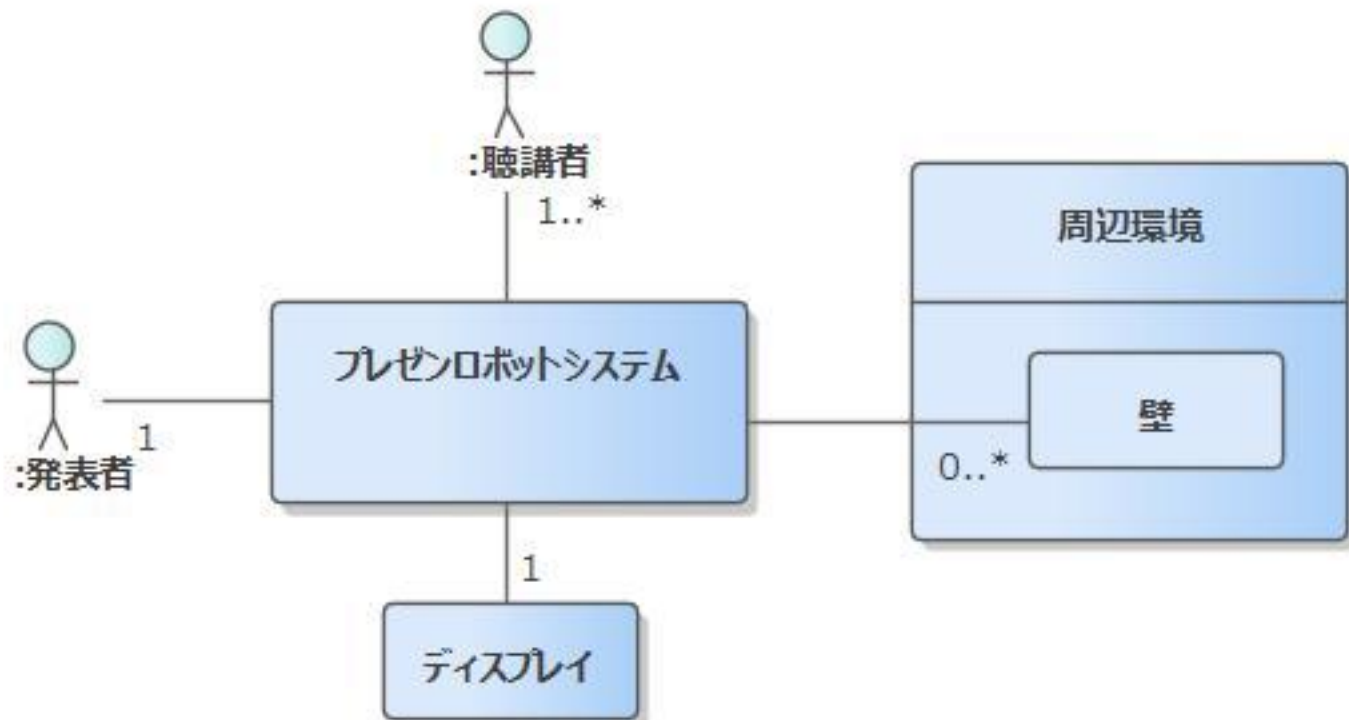 :聴講者
1..*
周辺環境
プレゼンロボットシステム
壁
0..*
1
:発表者
1
ディスプレイ